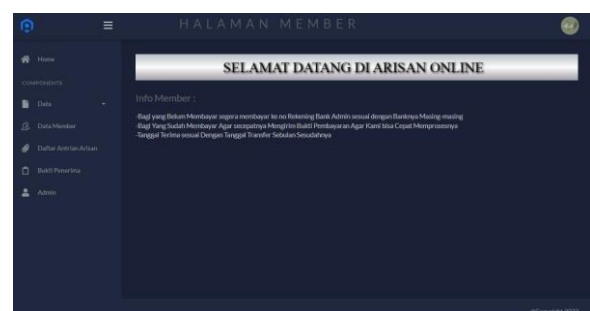 HALAMAN MEMBER
Home
COMPONENTS
Data
Data Member
Daftar Antrian Arisan
Bukti Penerima
Admin
SELAMAT DATANG DI ARISAN ONLINE
Info Member :
-Bagi yang Belum Membayar segera membayar ke no Rekening Bank Admin sesuai dengan Banknya Masing-masing
-Bagi Yang Sudah Membayar Agar secepatnya Mengirim Bukti Pembayaran Agar Kami bisa Cepat Memprosesnya
-Tanggal Terima sesuai Dengan Tanggal Transfer Sebulan Sesudahnya